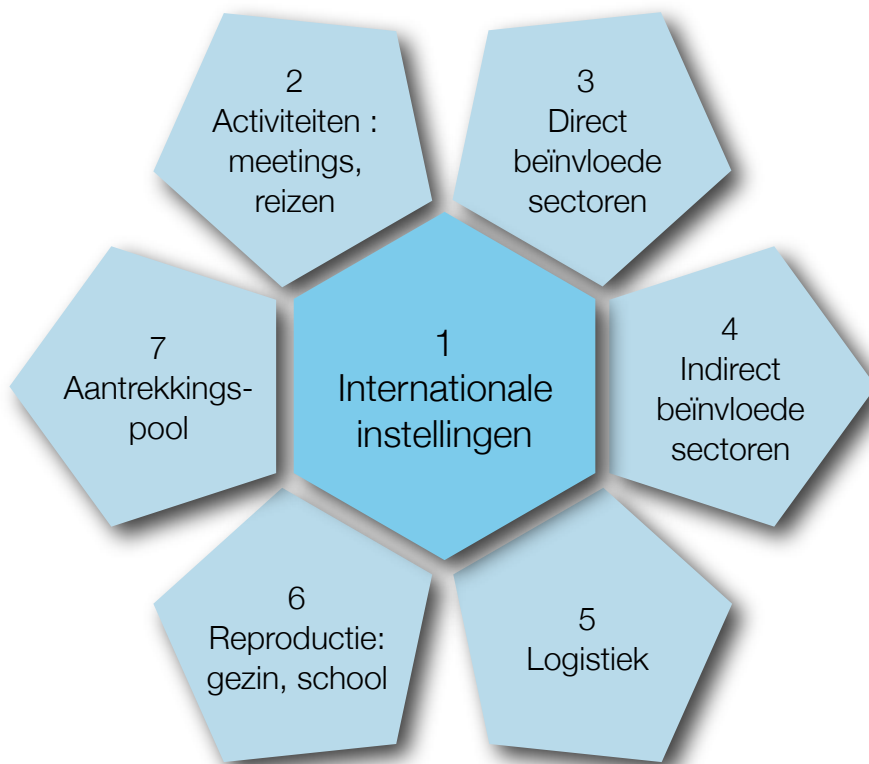 1
Internationale
instellingen
2
Activiteiten :
meetings,
reizen
3
Direct
beïnvloede
sectoren
4
Indirect
beïnvloede
sectoren
5
Logistiek
6
Reproductie:
gezin, school
7
Aantrekkings-
pool